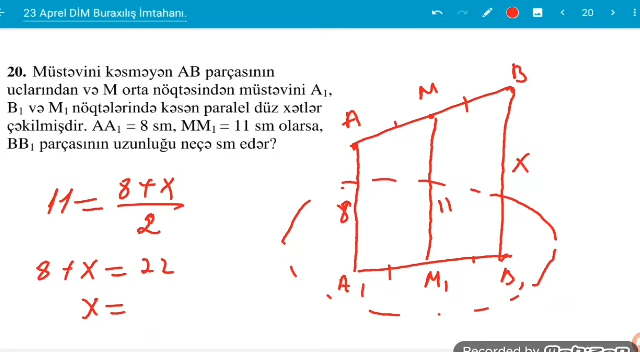 23 Aprel DİM Buraxılış İmtahanı.
20
20. Müstəvini kəsməyən AB parçasının
uclarından və M orta nöqtəsindən müstəvini A₁,
B₁ və M₁ nöqtələrində kəsən paralel düz xətlər
çəkilmişdir. AA₁ = 8 sm, MM₁ = 11 sm olarsa,
BB₁ parçasının uzunluğu neçə sm edər?
B
M
A
X
8
11
A₁
M₁
B₁
11 = 8 + x / 2
8 + x = 22
x =
Recorded by